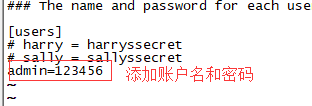 ### The name and password for each use
[users]
# harry = harryssecret
# sally = sallyssecret
admin=123456 添加账户名和密码
~
~